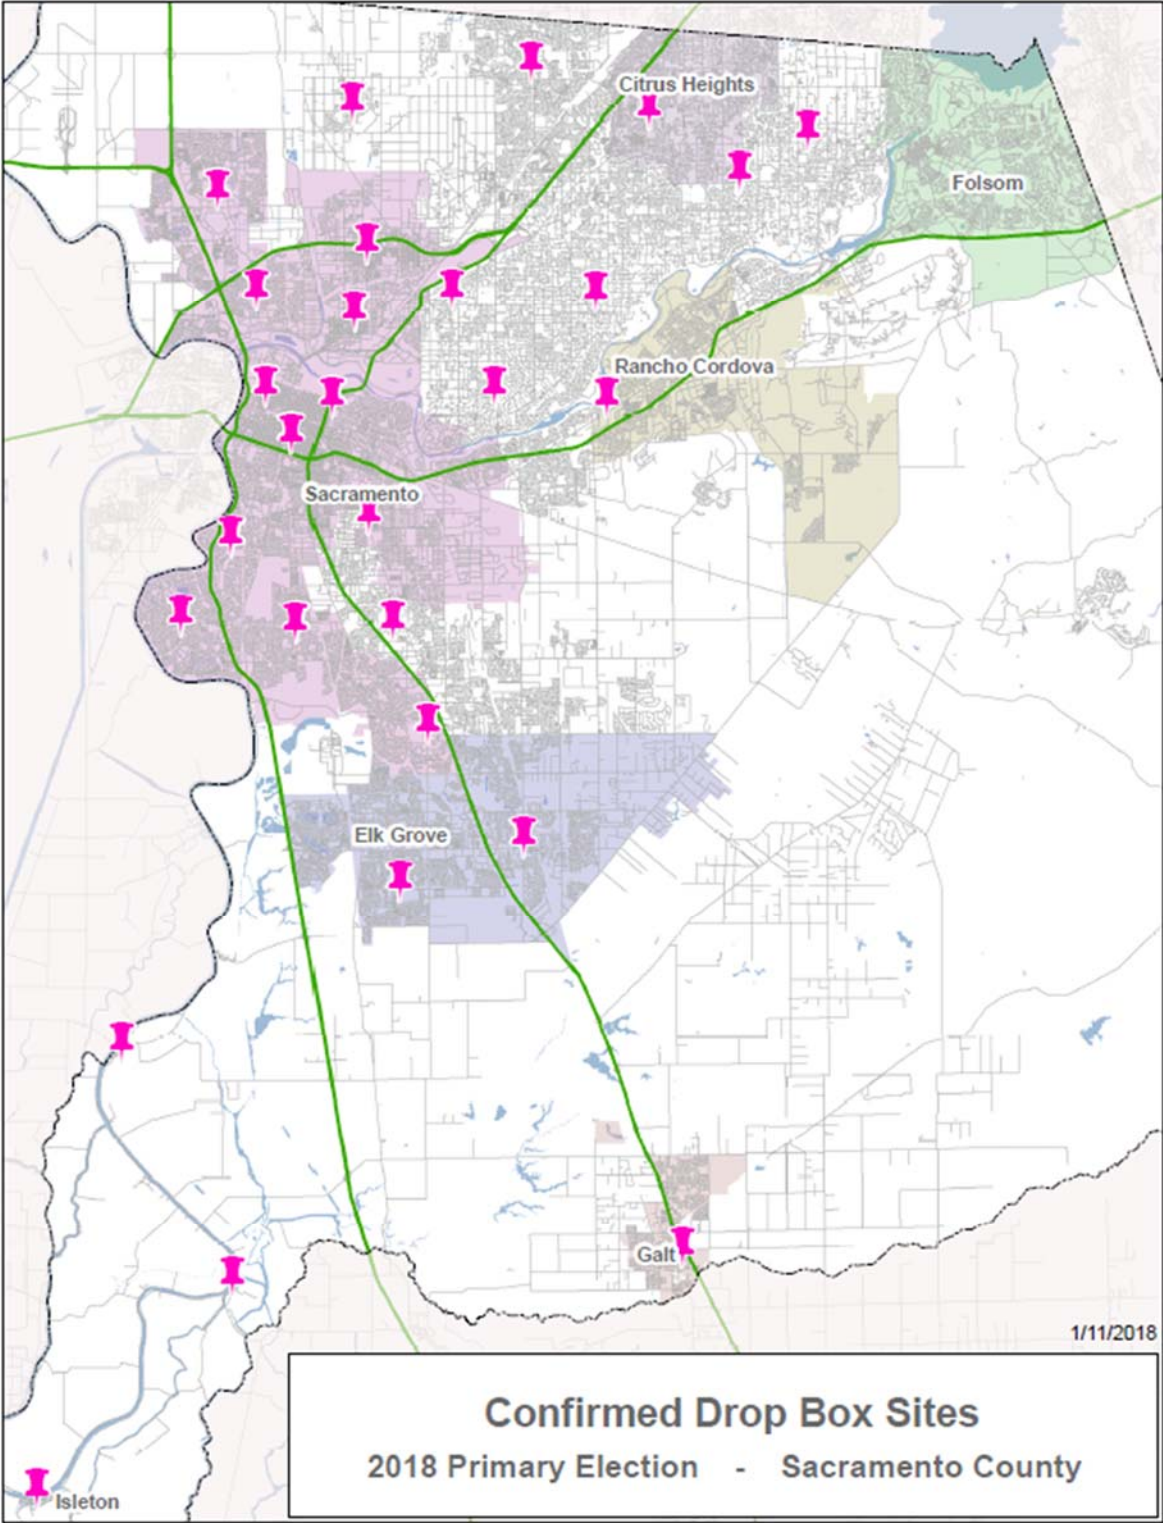 Citrus Heights
Folsom
Rancho Cordova
Sacramento
Elk Grove
Galt
1/11/2018
Confirmed Drop Box Sites
2018 Primary Election - Sacramento County
Isleton